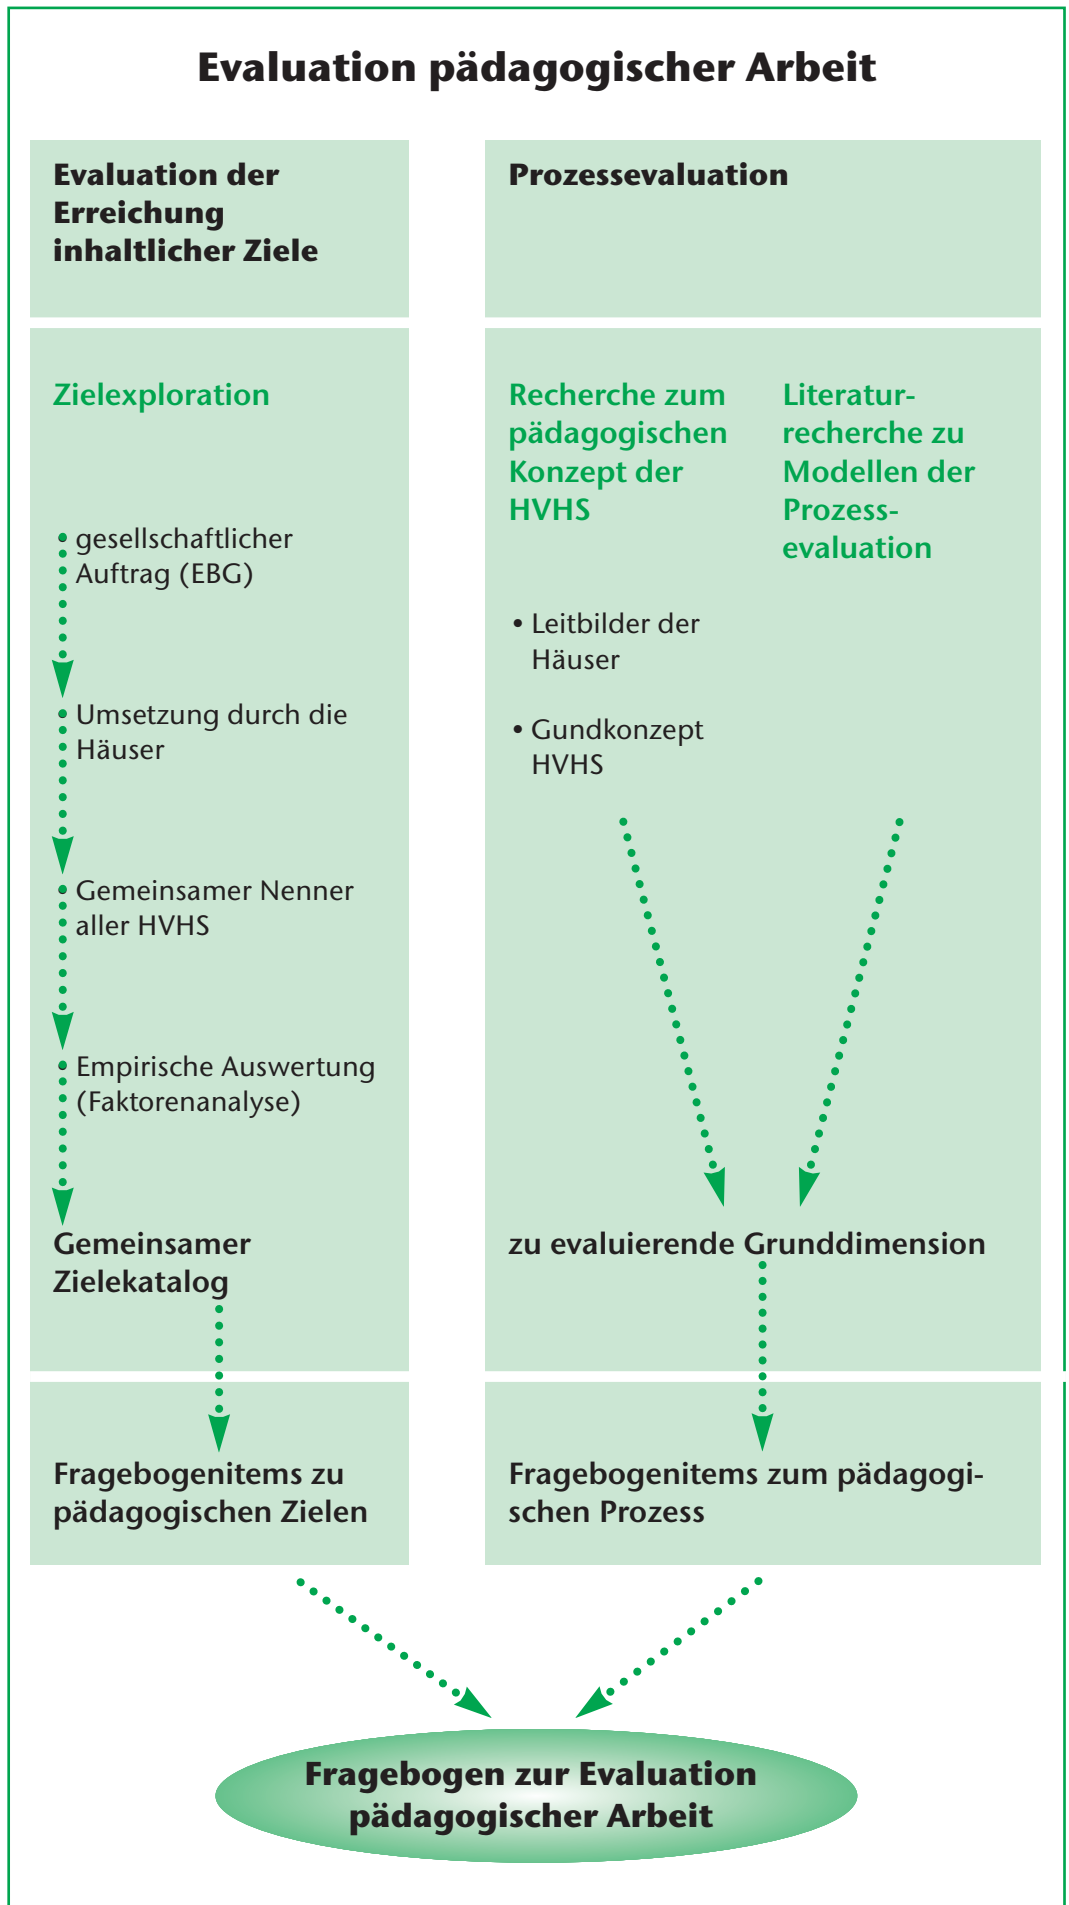 Evaluation pädagogischer Arbeit
Evaluation der
Erreichung
inhaltlicher Ziele
Prozessevaluation
Zielexploration
• gesellschaftlicher
Auftrag (EBG)
• Umsetzung durch die
Häuser
• Gemeinsamer Nenner
aller HVHS
• Empirische Auswertung
(Faktorenanalyse)
Gemeinsamer
Zielekatalog
Recherche zum
pädagogischen
Konzept der
HVHS
• Leitbilder der
Häuser
• Gundkonzept
HVHS
Literatur-
recherche zu
Modellen der
Prozess-
evaluation
zu evaluierende Grunddimension
Fragebogenitems zu
pädagogischen Zielen
Fragebogenitems zum pädagogi-
schen Prozess
Fragebogen zur Evaluation
pädagogischer Arbeit